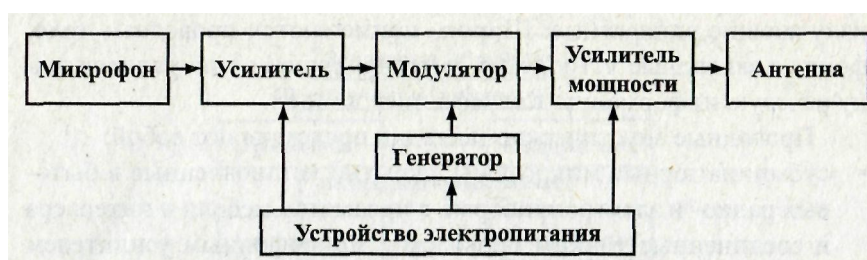 Микрофон
Усилитель
Модулятор
Усилитель
мощности
Антенна
Генератор
Устройство электропитания